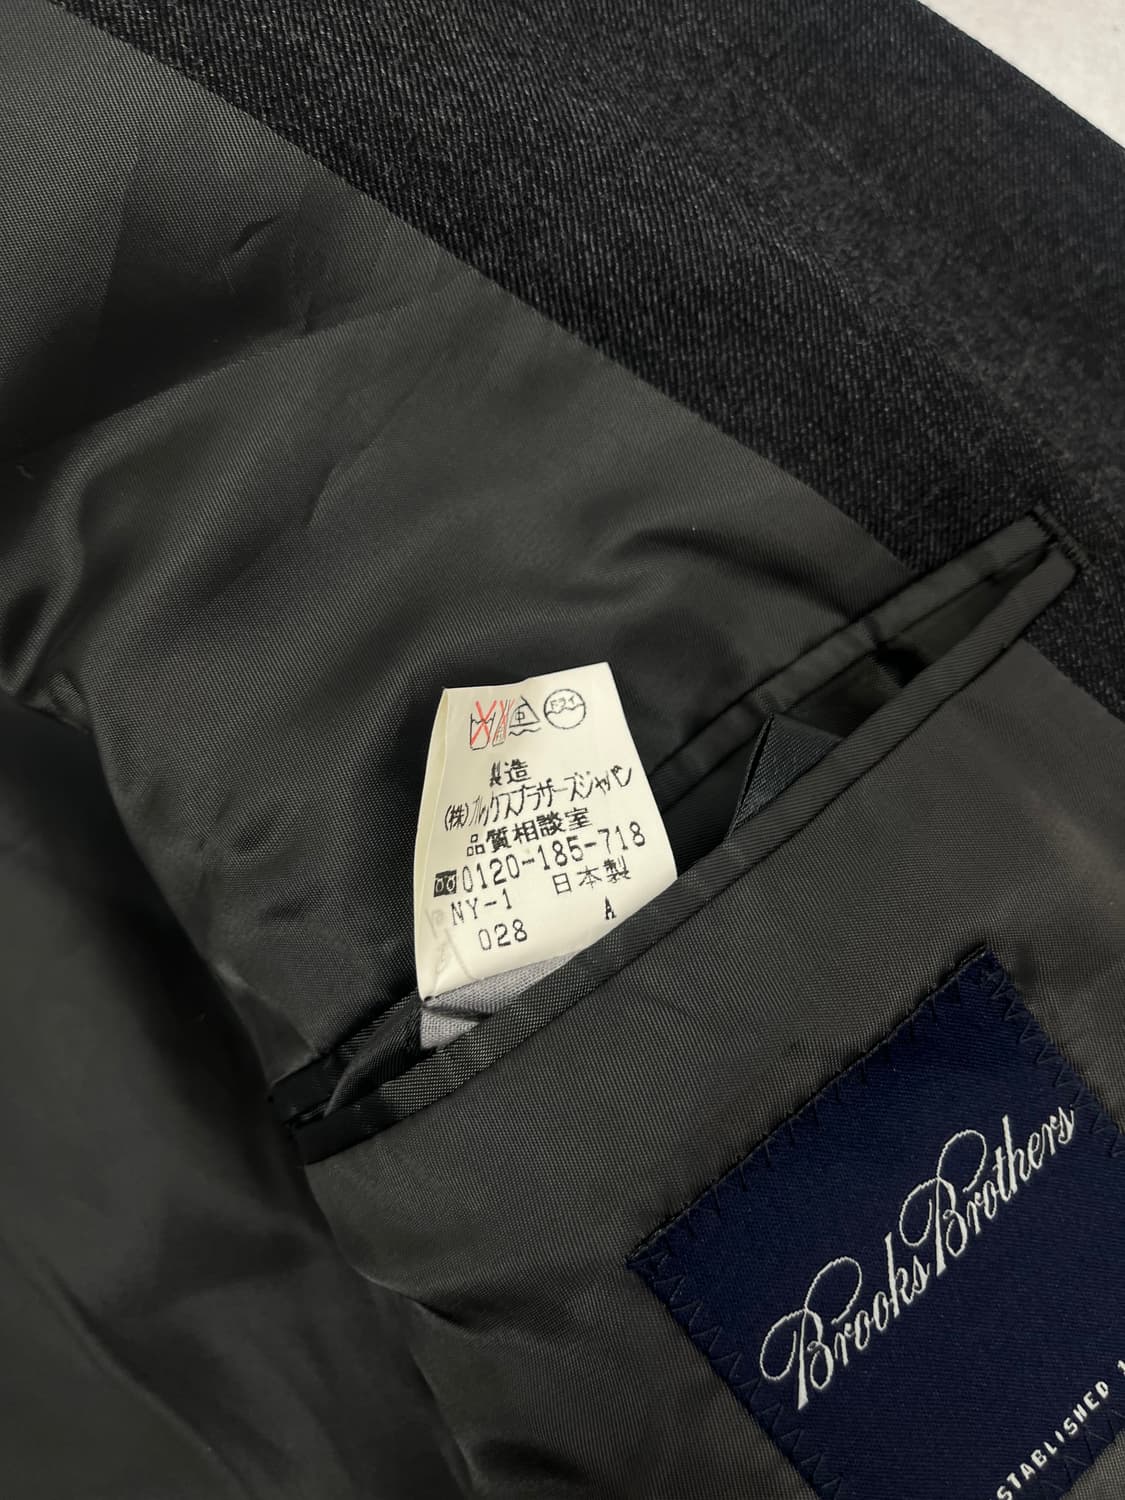 製造
(株)ブルックスブラザーズジャパン
品質相談室
0120-185-718
NY-1 日本製
028 A
Brooks Brothers
STABLISHED 1